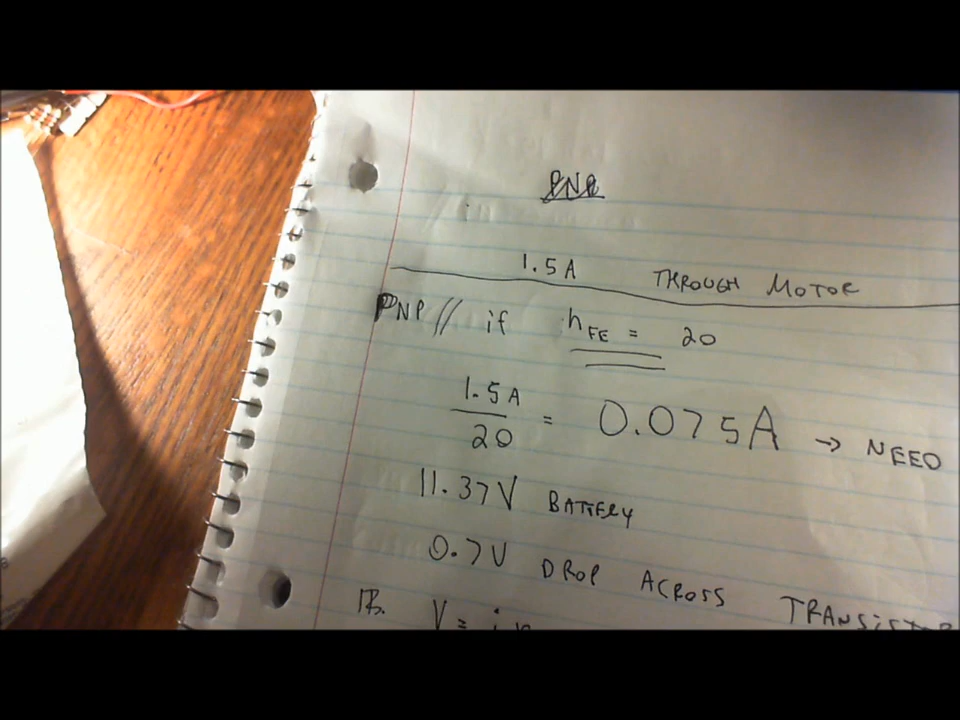 PNP
1.5A THROUGH MOTOR
PNP // if hFE = 20
1.5A
20
= 0.075A → NEED
11.37V BATTERY
0.7V DROP ACROSS TRANSISTOR
V = i